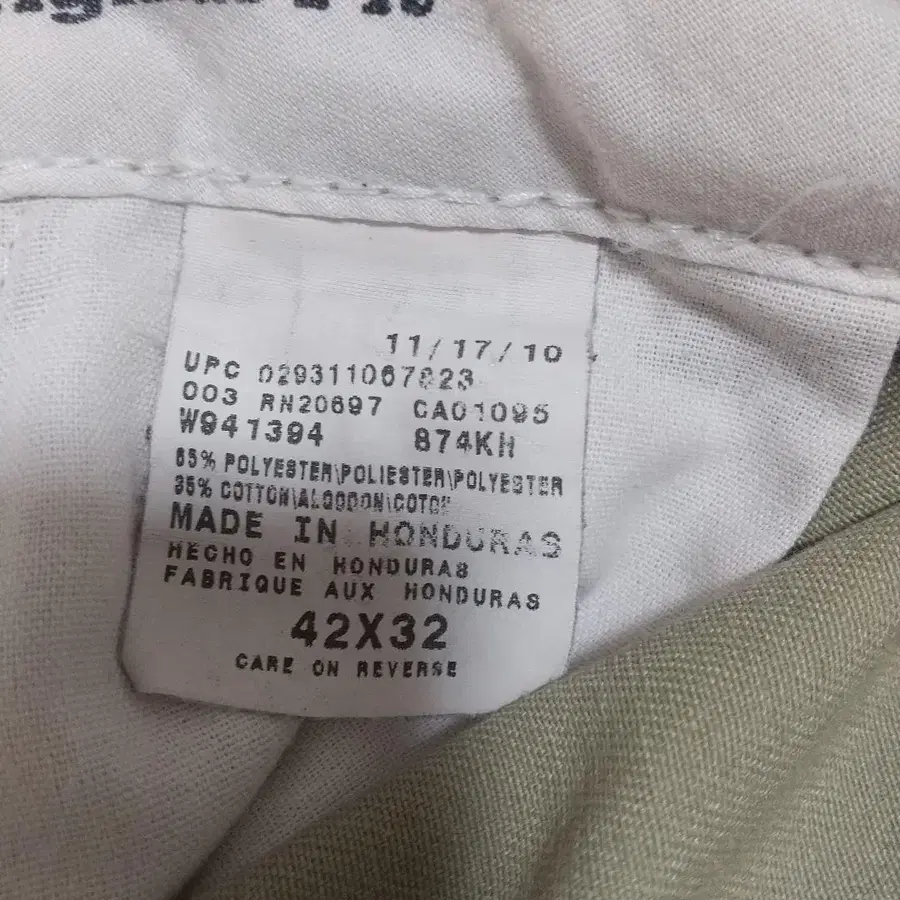 11/17/10
UPC 029311067823
003 RN20697 CA01095
W941394 874KH
65% POLYESTER\POLIESTER\POLYESTER
35% COTTON\ALGODON\COTON
MADE IN HONDURAS
HECHO EN HONDURAS
FABRIQUE AUX HONDURAS
42X32
CARE ON REVERSE